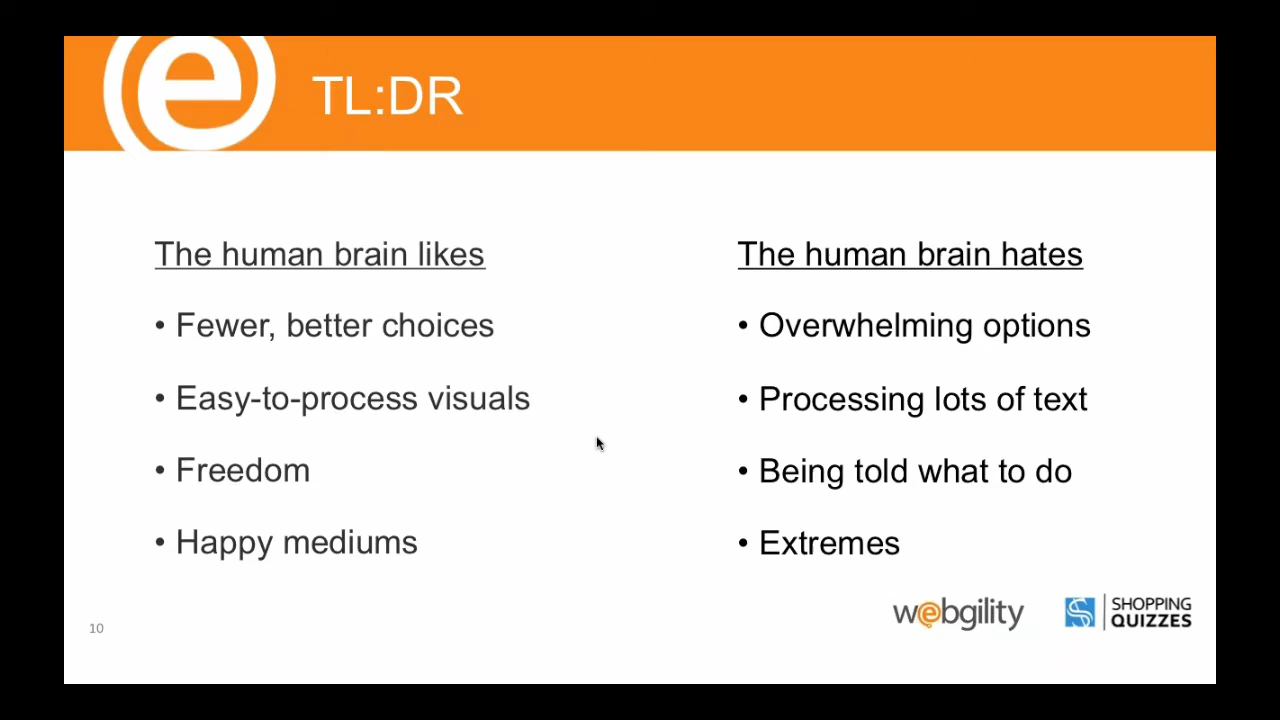 TL:DR
The human brain likes
• Fewer, better choices
• Easy-to-process visuals
• Freedom
• Happy mediums
The human brain hates
• Overwhelming options
• Processing lots of text
• Being told what to do
• Extremes
10
webgility
SHOPPING
QUIZZES